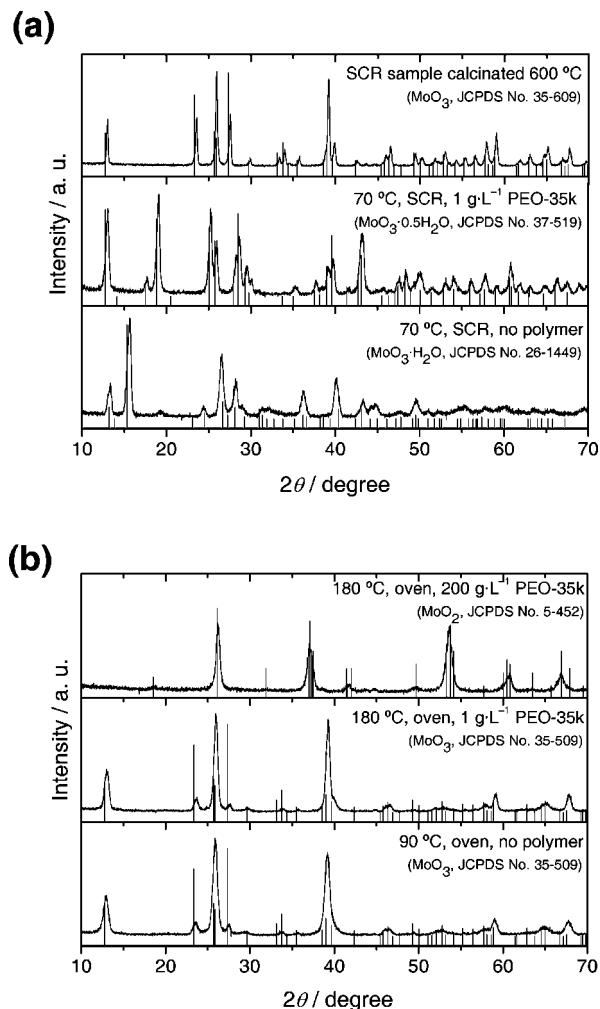 (a)
SCR sample calcinated 600 ºC
(MoO₃, JCPDS No. 35-609)
70 ºC, SCR, 1 g·L⁻¹ PEO-35k
(MoO₃·0.5H₂O, JCPDS No. 37-519)
70 ºC, SCR, no polymer
(MoO₃·H₂O, JCPDS No. 26-1449)
Intensity / a. u.
10 20 30 40 50 60 70
2θ / degree
(b)
180 ºC, oven, 200 g·L⁻¹ PEO-35k
(MoO₂, JCPDS No. 5-452)
180 ºC, oven, 1 g·L⁻¹ PEO-35k
(MoO₃, JCPDS No. 35-509)
90 ºC, oven, no polymer
(MoO₃, JCPDS No. 35-509)
Intensity / a. u.
10 20 30 40 50 60 70
2θ / degree